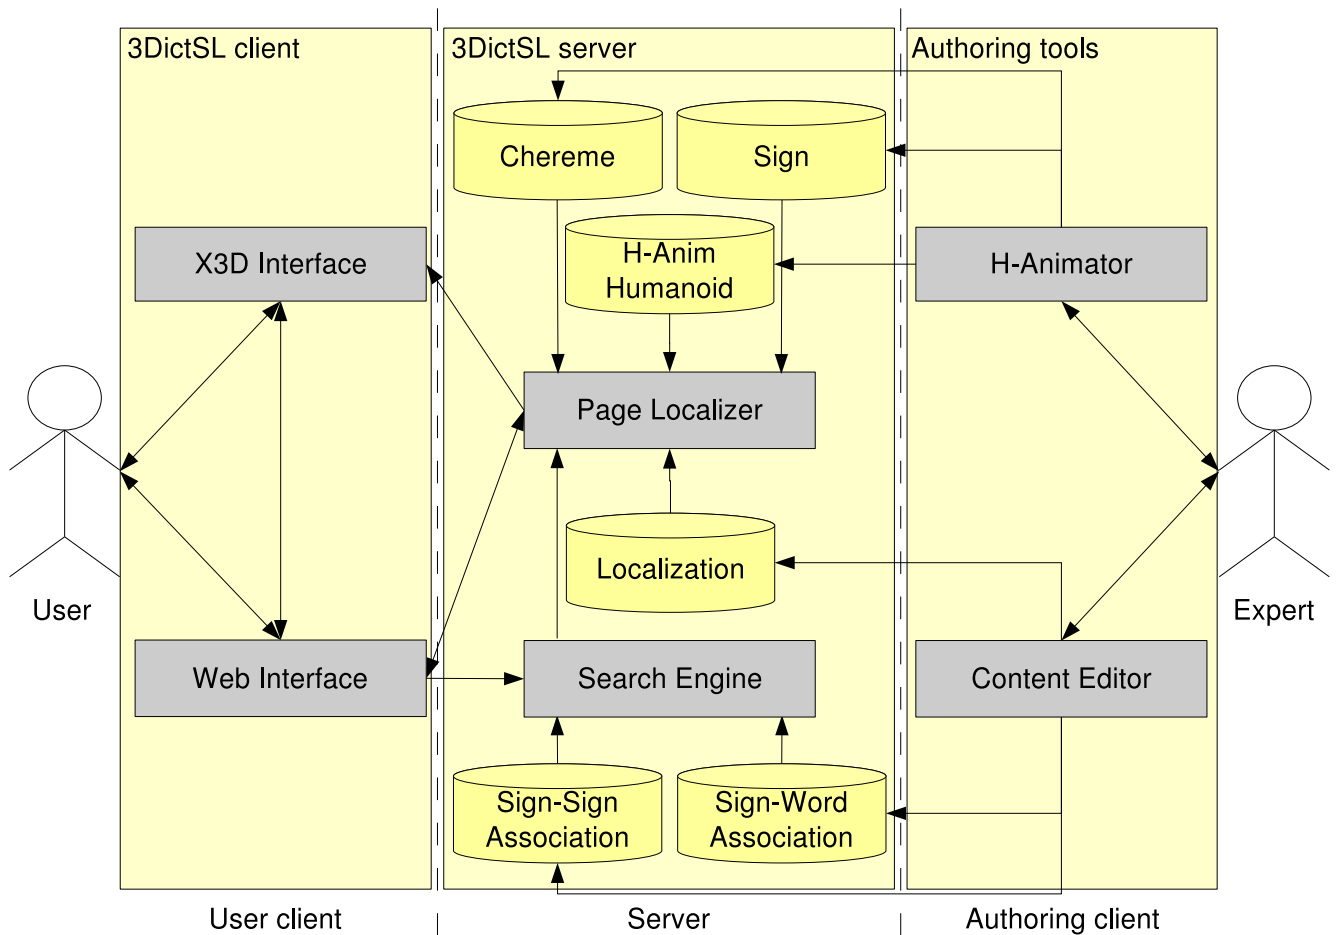 3DictSL client
3DictSL server
Authoring tools
Chereme
Sign
X3D Interface
H-Anim
Humanoid
H-Animator
Page Localizer
Localization
User
Expert
Web Interface
Search Engine
Content Editor
Sign-Sign
Association
Sign-Word
Association
User client
Server
Authoring client